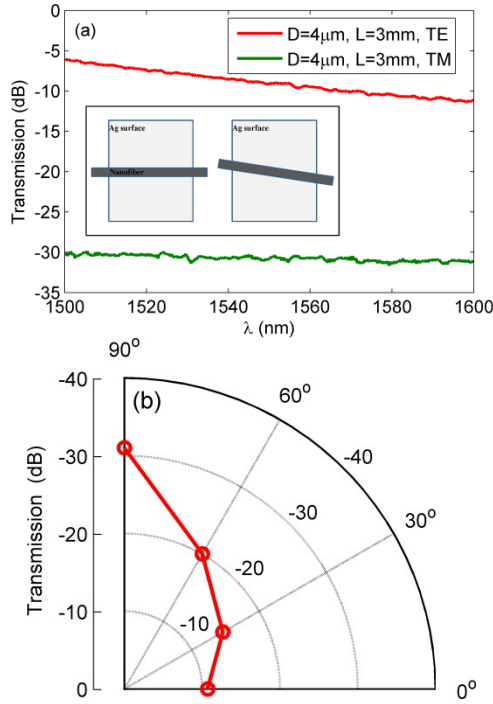 (a)
D=4μm, L=3mm, TE
D=4μm, L=3mm, TM
0
-5
-10
-15
-20
-25
-30
-35
Transmission (dB)
Ag surface
Ag surface
Nanofiber
1500
1520
1540
1560
1580
1600
λ (nm)
(b)
90°
60°
30°
0°
-40
-30
-20
-10
0
Transmission (dB)
-40
-30
-20
-10